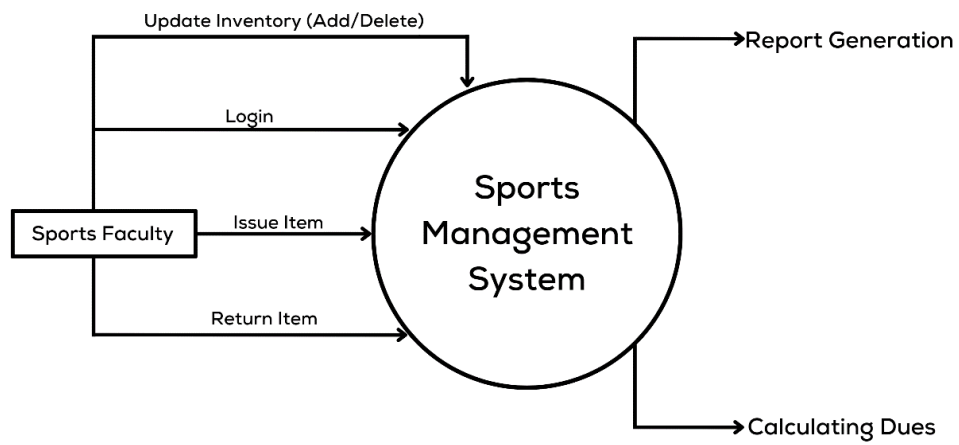 Update Inventory (Add/Delete)
Report Generation
Login
Sports
Management
System
Issue Item
Sports Faculty
Return Item
Calculating Dues